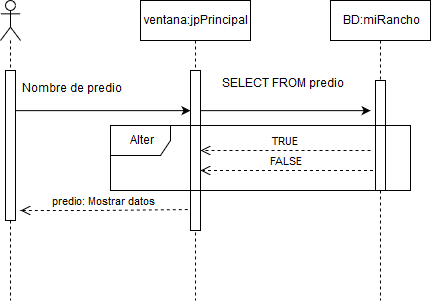 ventana:jpPrincipal
BD:miRancho
Nombre de predio
SELECT FROM predio
Alter
TRUE
FALSE
predio: Mostrar datos